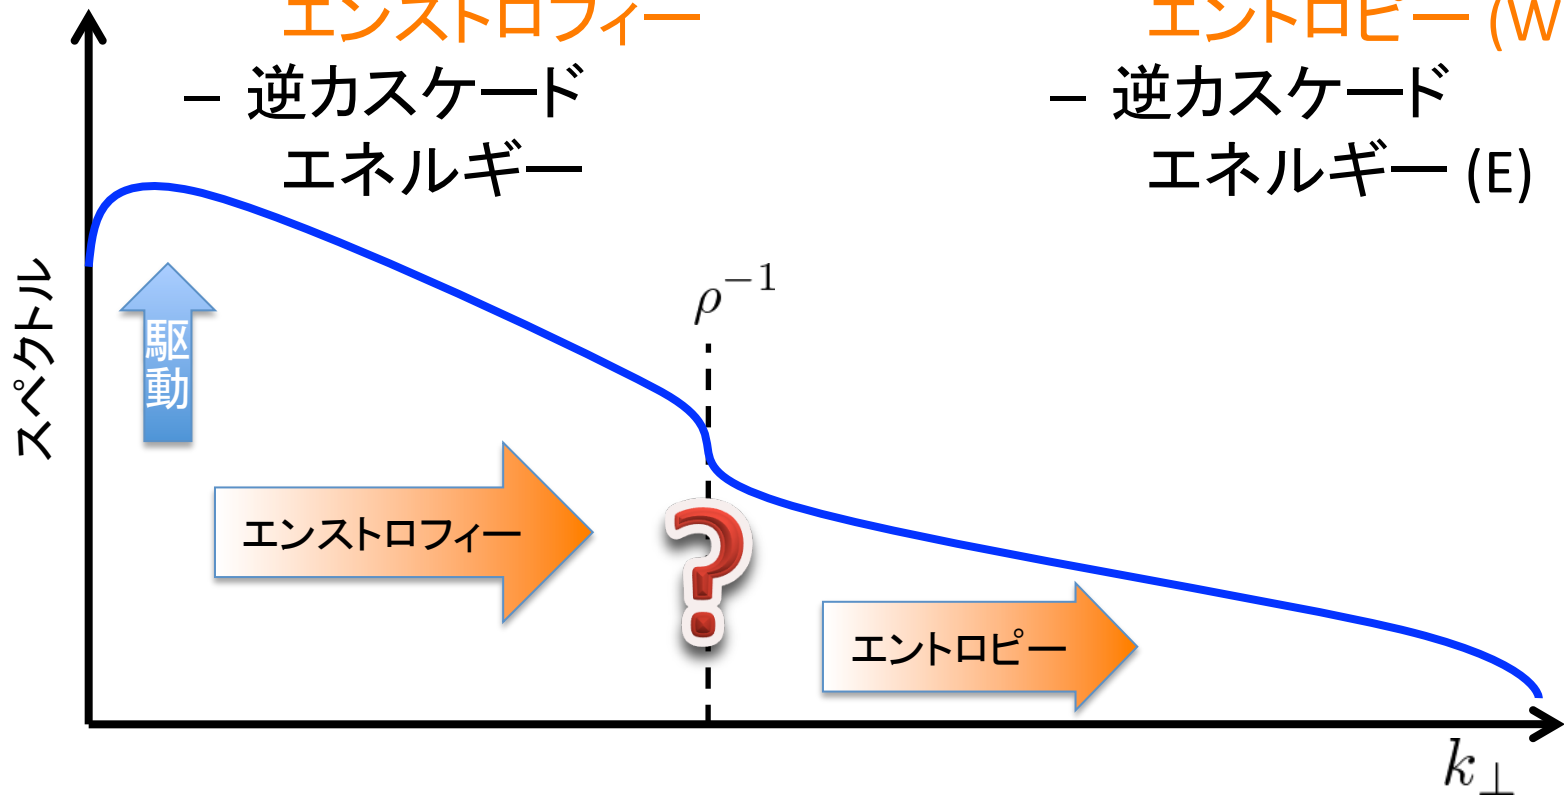 エンストロフィー
– 逆カスケード
エネルギー
エントロピー (W
– 逆カスケード
エネルギー (E)
スペクトル
駆
動
ρ⁻¹
エンストロフィー
?
エントロピー
k⊥